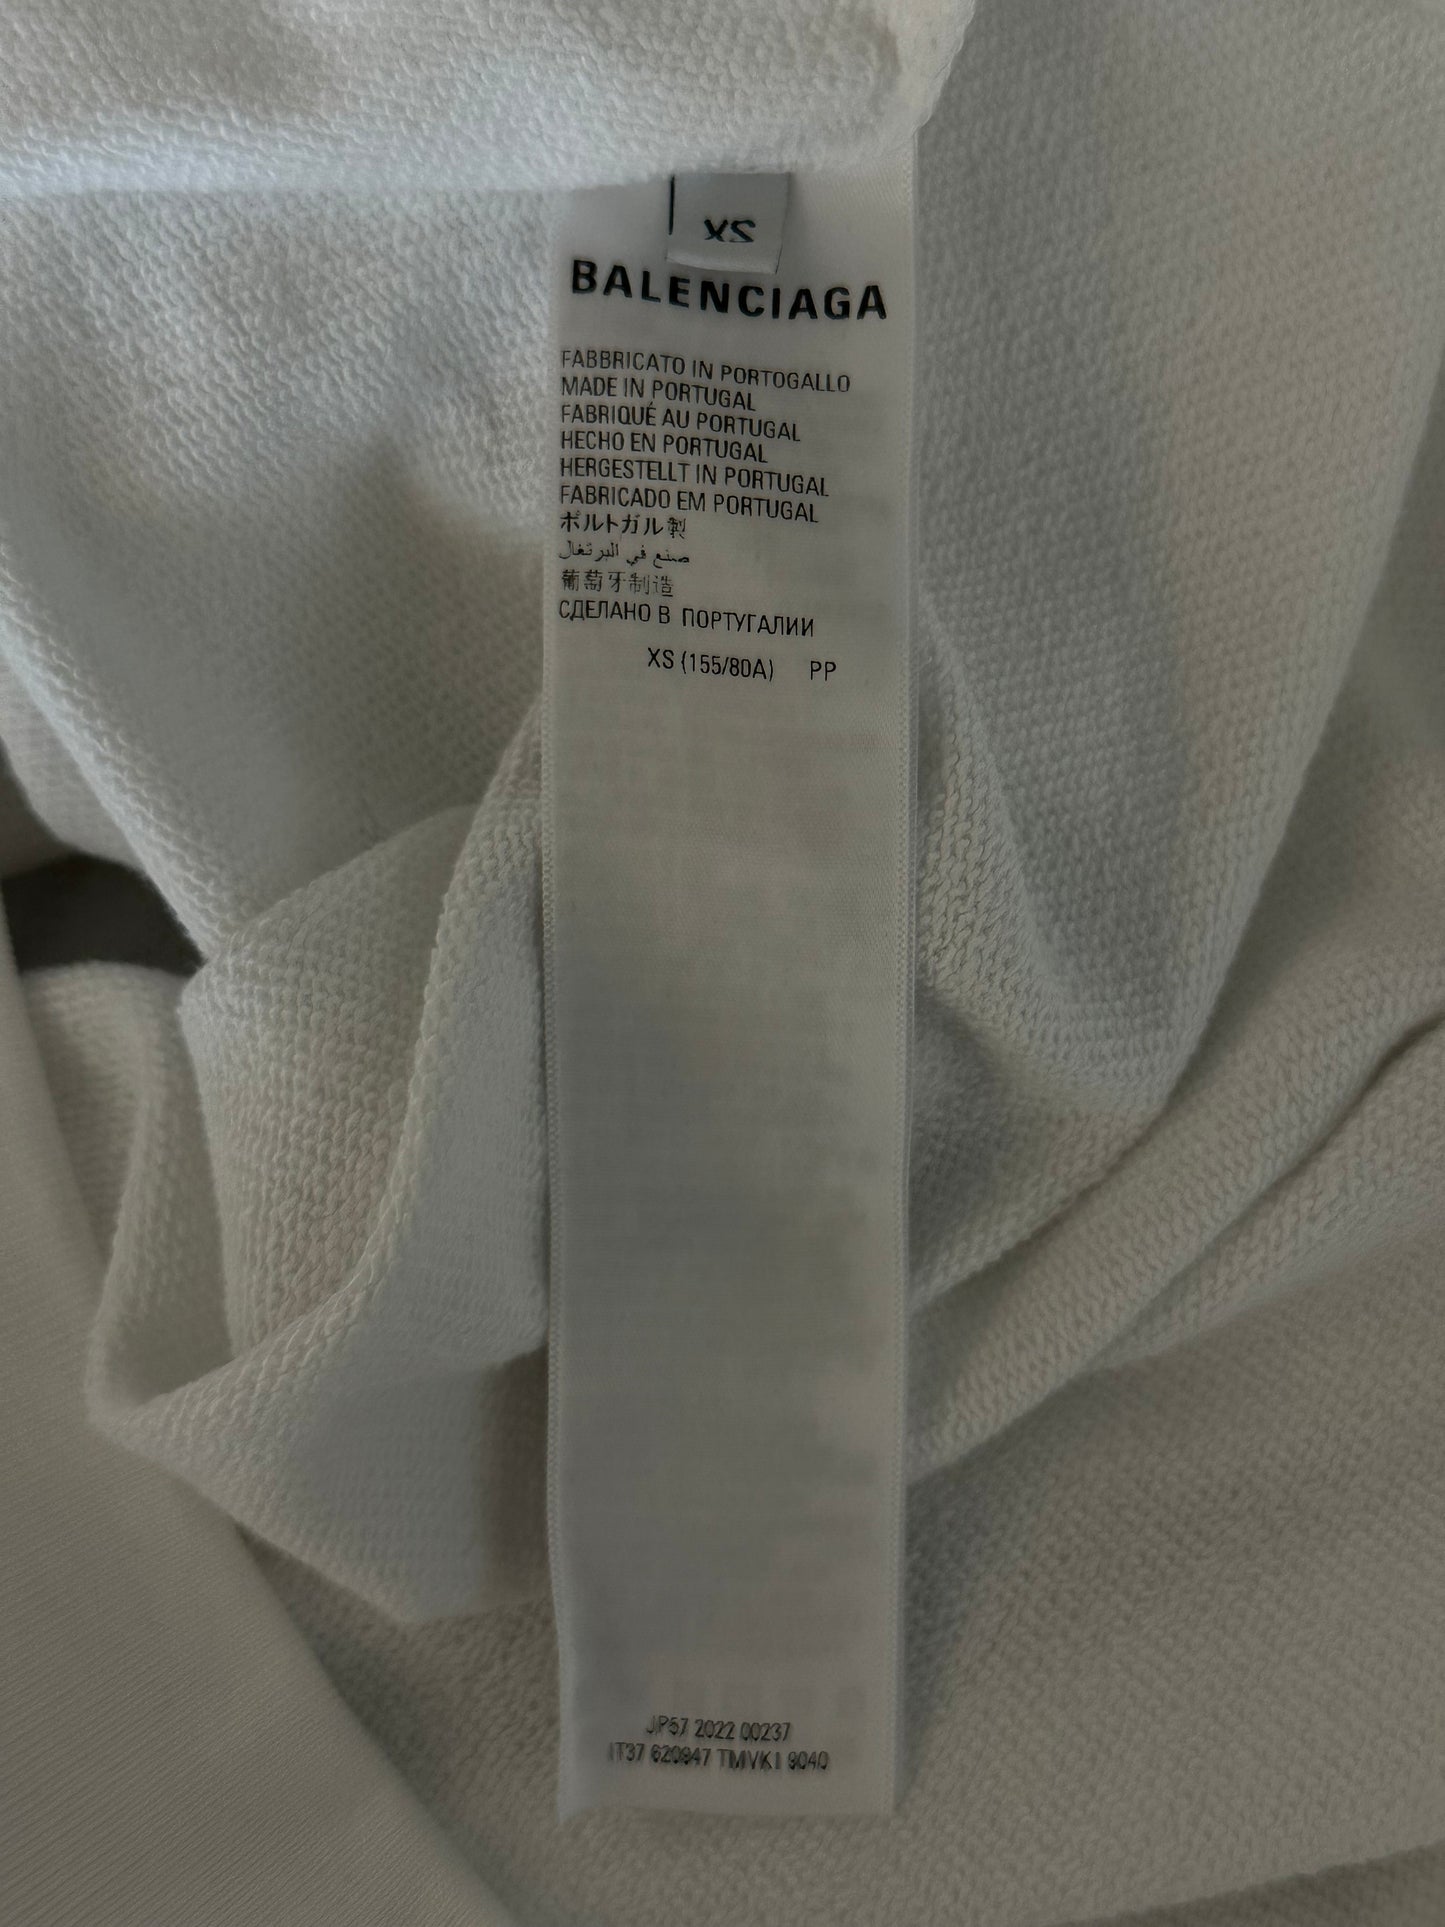 XS
BALENCIAGA
FABBRICATO IN PORTOGALLO
MADE IN PORTUGAL
FABRIQUÉ AU PORTUGAL
HECHO EN PORTUGAL
HERGESTELLT IN PORTUGAL
FABRICADO EM PORTUGAL
ポルトガル製
صنع في البرتغال
葡萄牙制造
СДЕЛАНО В ПОРТУГАЛИИ
XS (155/80A) PP
JP57 2022 00237
IT37 620947 TMVKI 9040